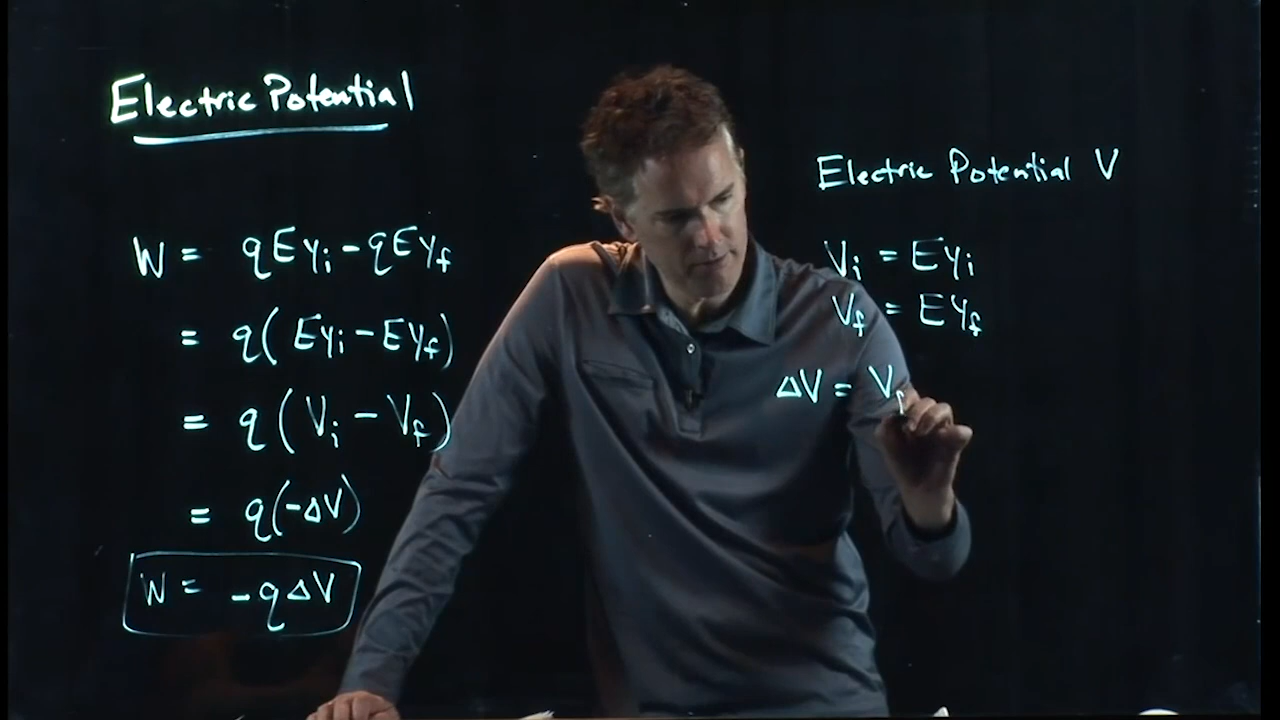 Electric Potential
W = qEyi - qEyf
= q(Eyi - Eyf)
= q(Vi - Vf)
= q(-ΔV)
W = -qΔV
Electric Potential V
Vi = Eyi
Vf = Eyf
ΔV = Vf